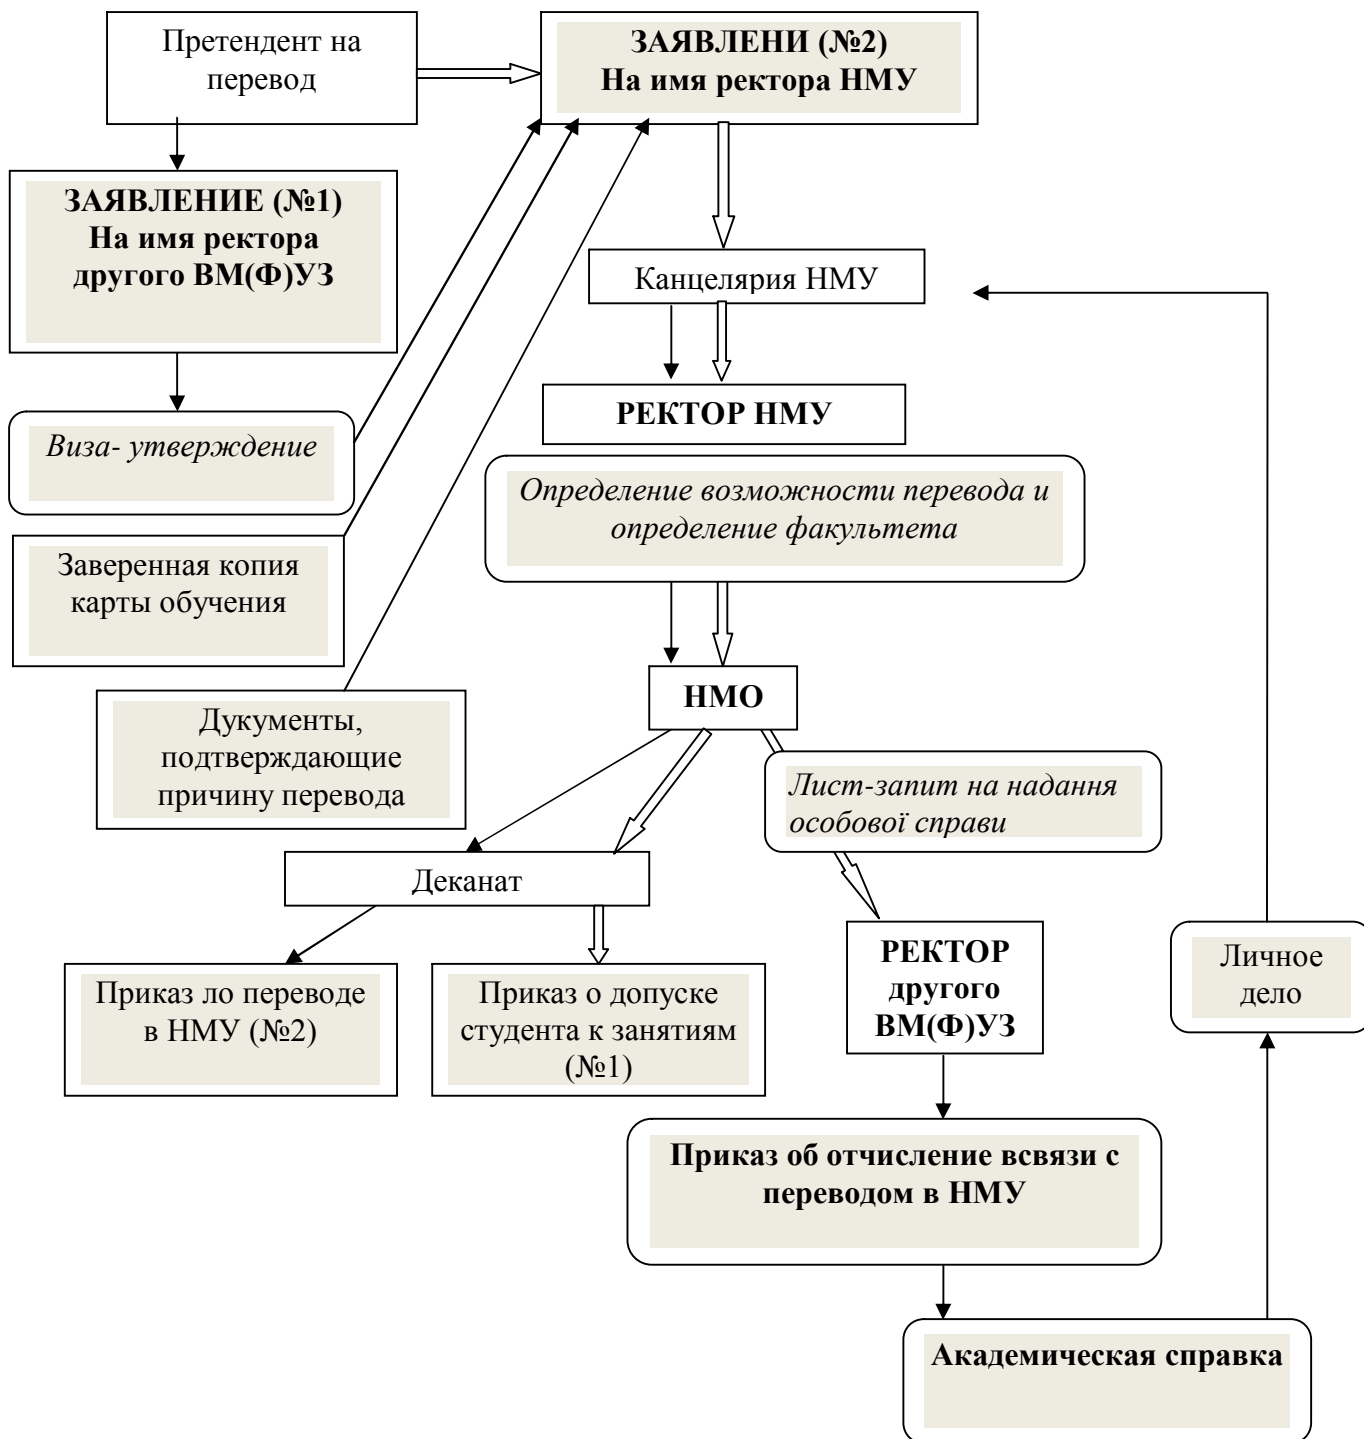 Претендент на
перевод
ЗАЯВЛЕНИ (№2)
На имя ректора НМУ
ЗАЯВЛЕНИЕ (№1)
На имя ректора
другого ВМ(Ф)УЗ
Канцелярия НМУ
РЕКТОР НМУ
Виза- утверждение
Определение возможности перевода и
определение факультета
Заверенная копия
карты обучения
НМО
Дукументы,
подтверждающие
причину перевода
Лист-запит на надання
особової справи
Деканат
РЕКТОР
другого
ВМ(Ф)УЗ
Личное
дело
Приказ ло переводе
в НМУ (№2)
Приказ о допуске
студента к занятиям
(№1)
Приказ об отчисление всвязи с
переводом в НМУ
Академическая справка